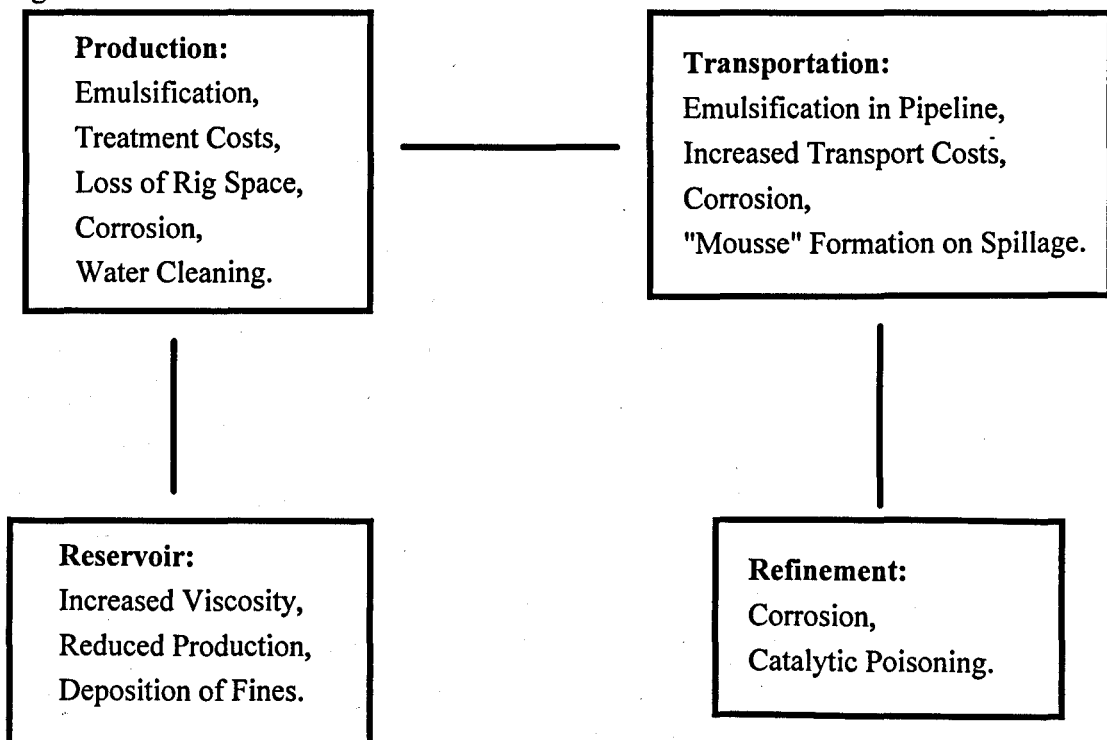 Production:
Emulsification,
Treatment Costs,
Loss of Rig Space,
Corrosion,
Water Cleaning.
Transportation:
Emulsification in Pipeline,
Increased Transport Costs,
Corrosion,
"Mousse" Formation on Spillage.
Reservoir:
Increased Viscosity,
Reduced Production,
Deposition of Fines.
Refinement:
Corrosion,
Catalytic Poisoning.